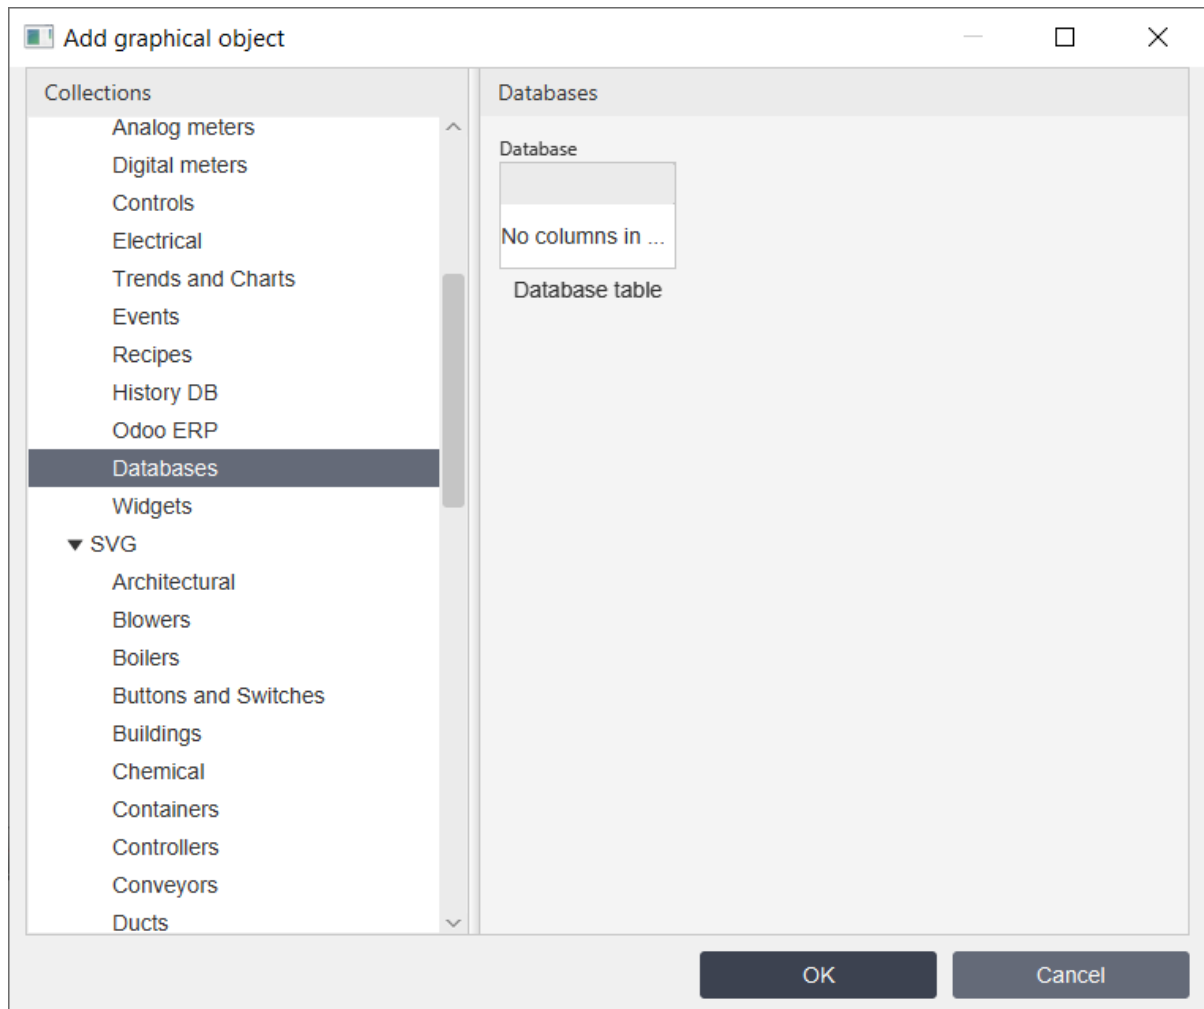 Add graphical object
Collections
Analog meters
Digital meters
Controls
Electrical
Trends and Charts
Events
Recipes
History DB
Odoo ERP
Databases
Widgets
SVG
Architectural
Blowers
Boilers
Buttons and Switches
Buildings
Chemical
Containers
Controllers
Conveyors
Ducts
Databases
Database
No columns in ...
Database table
OK
Cancel